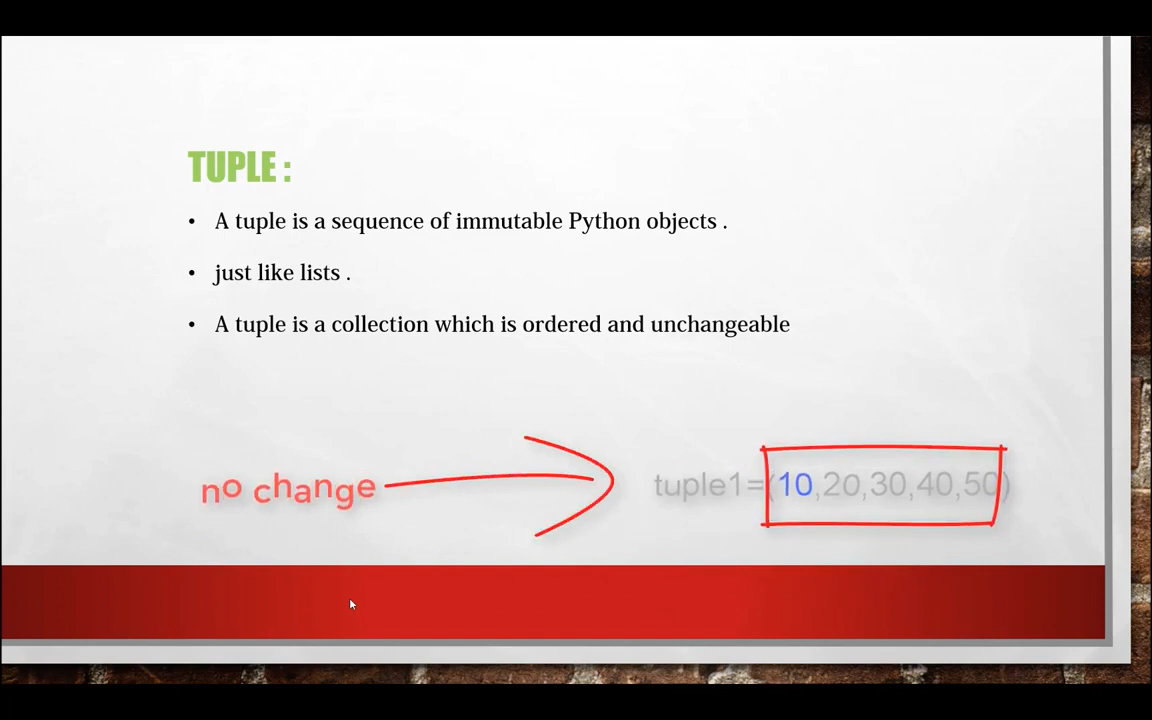 TUPLE :
• A tuple is a sequence of immutable Python objects .
• just like lists .
• A tuple is a collection which is ordered and unchangeable
no change
tuple1=(10,20,30,40,50)